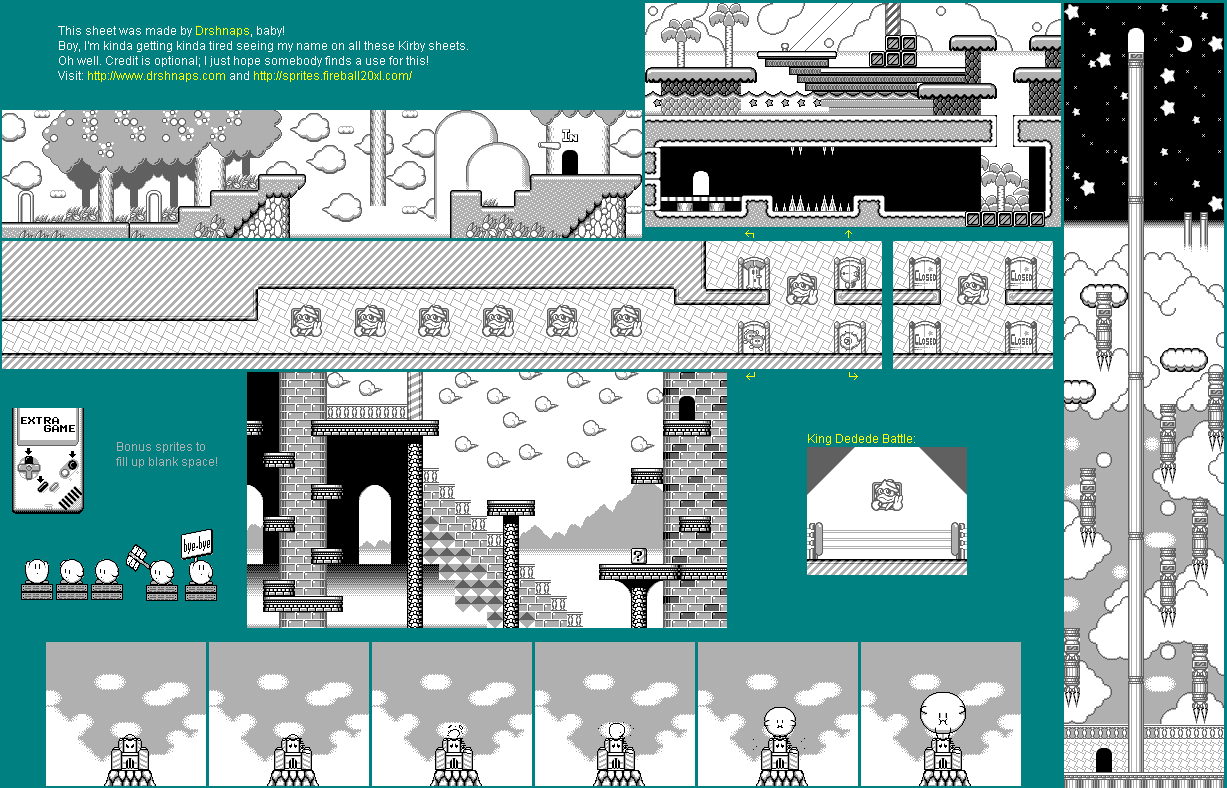 This sheet was made by Drshnaps, baby!
Boy, I'm kinda getting kinda tired seeing my name on all these Kirby sheets.
Oh well. Credit is optional; I just hope somebody finds a use for this!
Visit: http://www.drshnaps.com and http://sprites.fireball20xl.com/
IN
CLOSED
CLOSED
CLOSED
CLOSED
EXTRA
GAME
Bonus sprites to
fill up blank space!
King Dedede Battle:
bye-bye
?